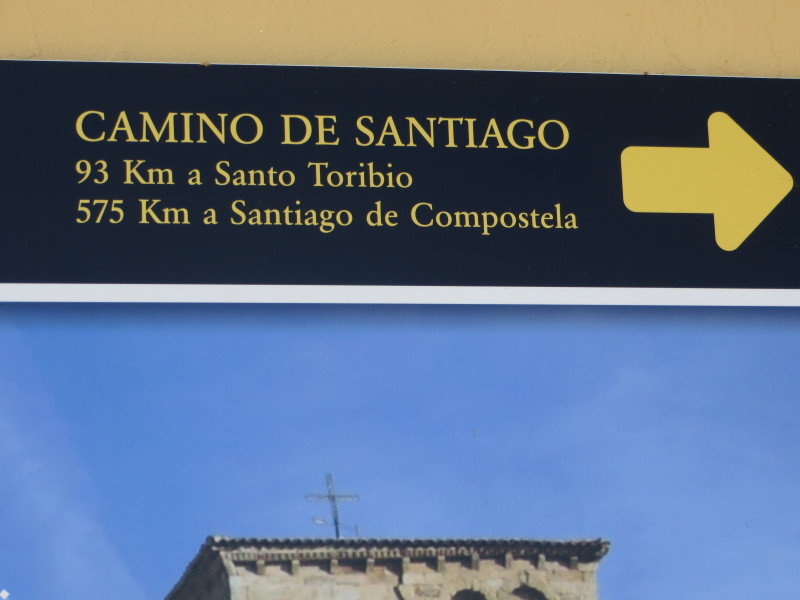 CAMINO DE SANTIAGO
93 Km a Santo Toribio
575 Km a Santiago de Compostela